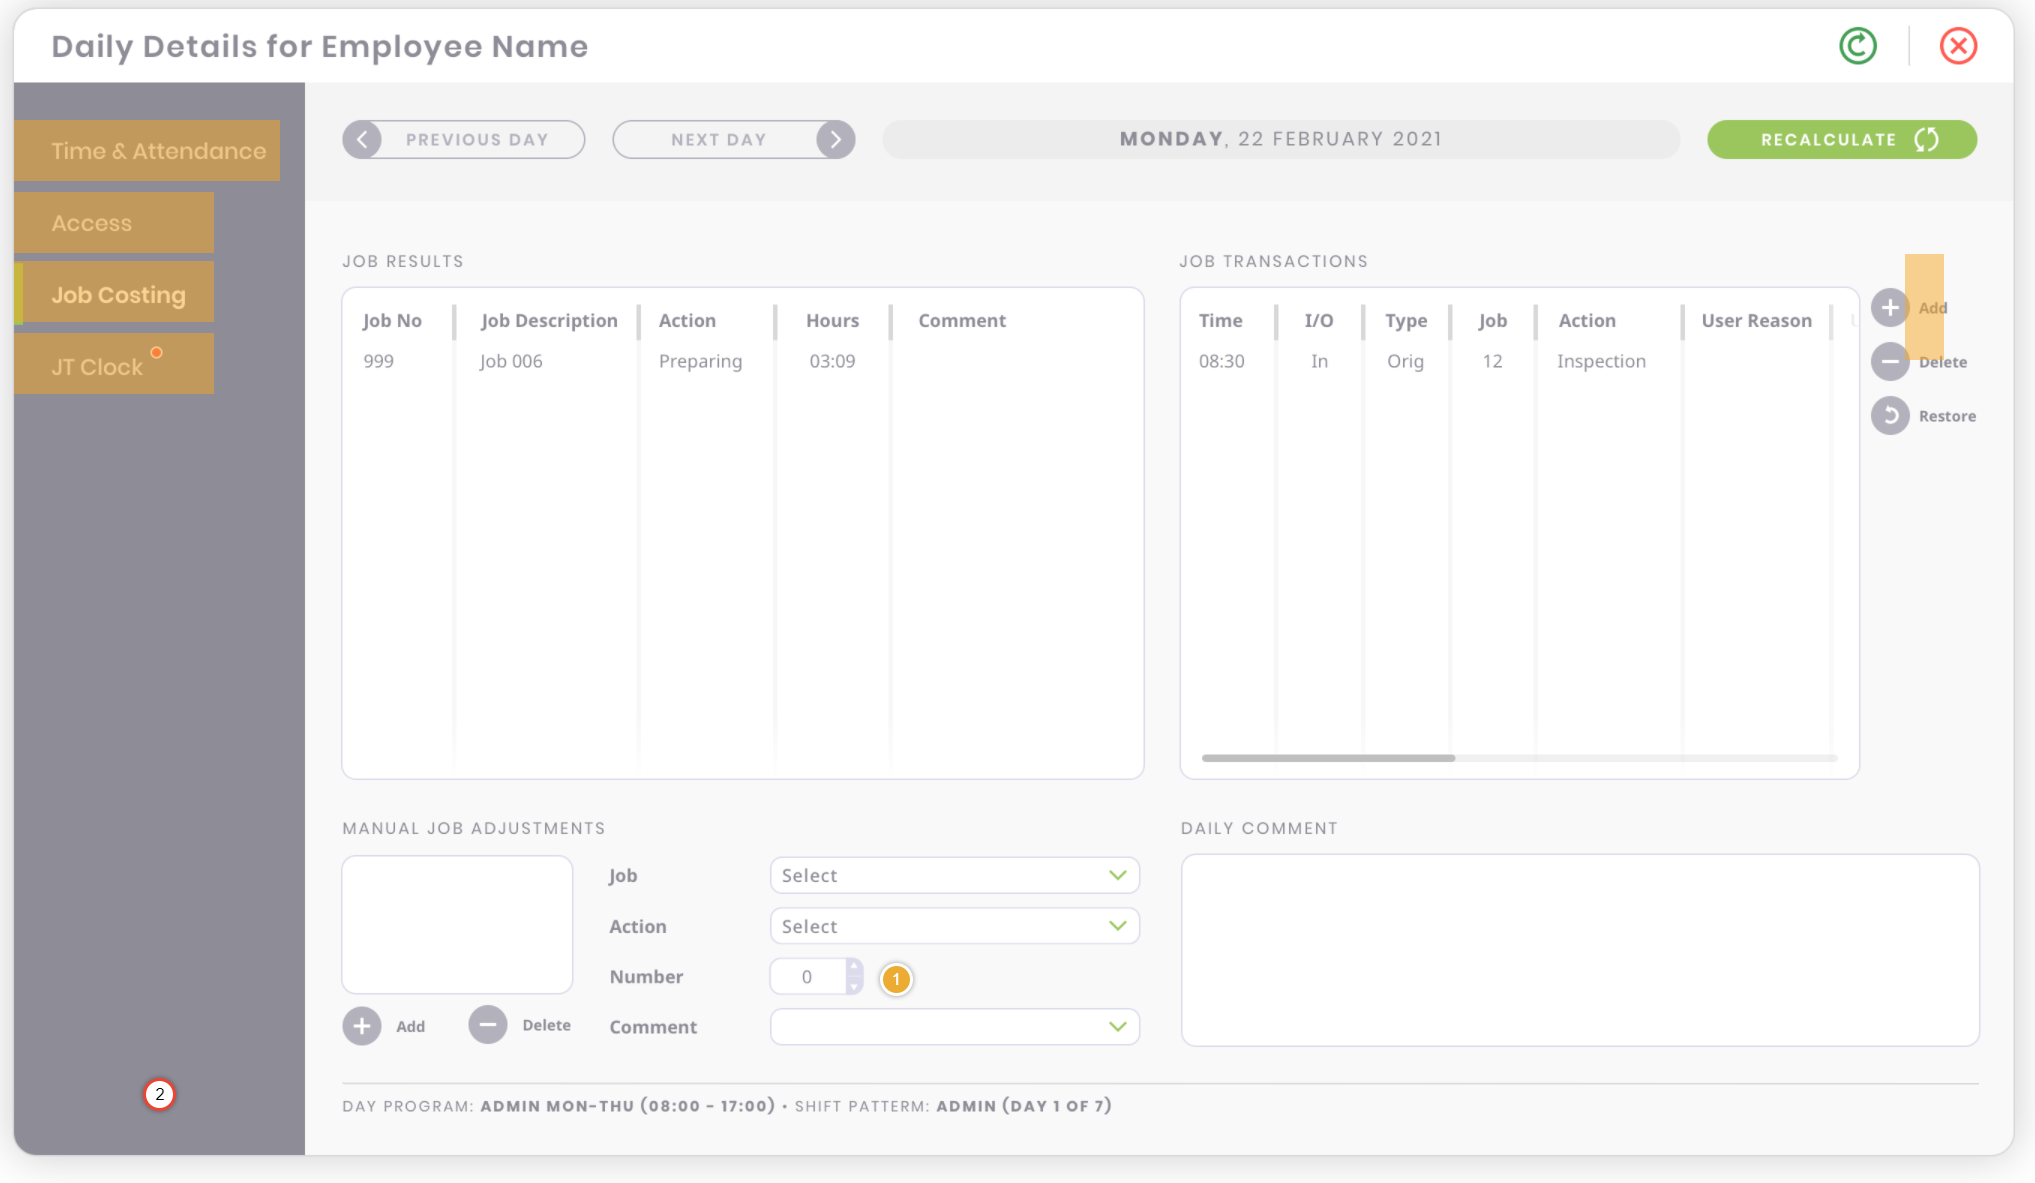 Daily Details for Employee Name
Time & Attendance
Access
Job Costing
JT Clock
2
PREVIOUS DAY
NEXT DAY
MONDAY, 22 FEBRUARY 2021
RECALCULATE
JOB RESULTS
Job No Job Description Action Hours Comment
999 Job 006 Preparing 03:09
JOB TRANSACTIONS
Time I/O Type Job Action User Reason
08:30 In Orig 12 Inspection
Add
Delete
Restore
MANUAL JOB ADJUSTMENTS
Add
Delete
Job Select
Action Select
Number 0 1
Comment
DAILY COMMENT
DAY PROGRAM: ADMIN MON-THU (08:00 - 17:00) • SHIFT PATTERM: ADMIN (DAY 1 OF 7)